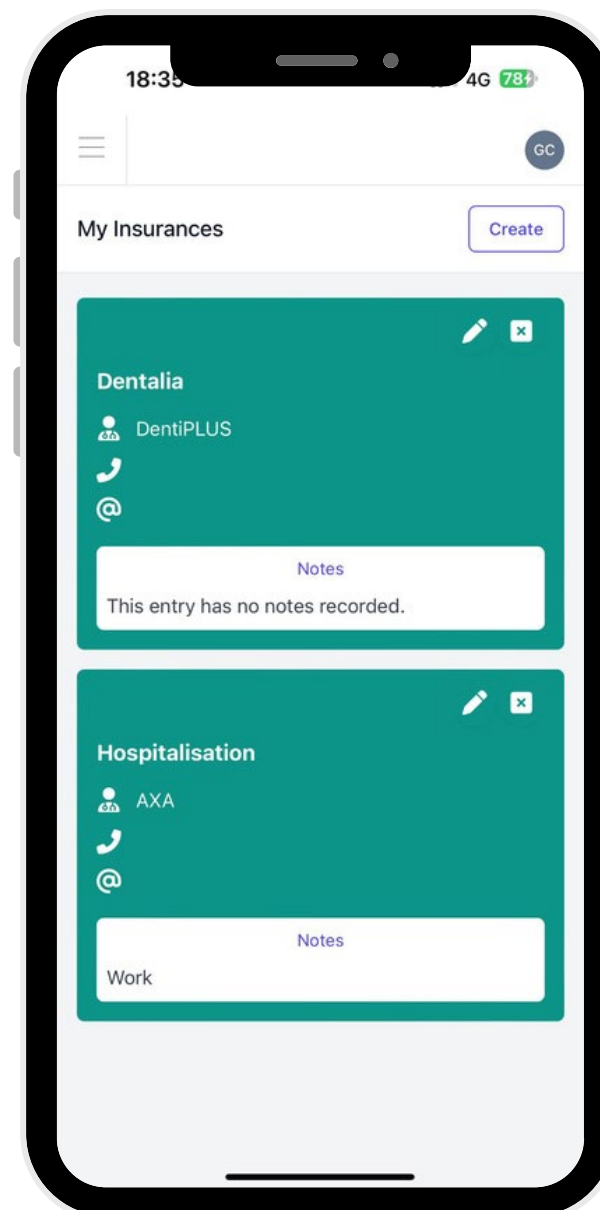 18:35
4G 78
GC
My Insurances
Create
Dentalia
DentiPLUS
@
Notes
This entry has no notes recorded.
Hospitalisation
AXA
@
Notes
Work